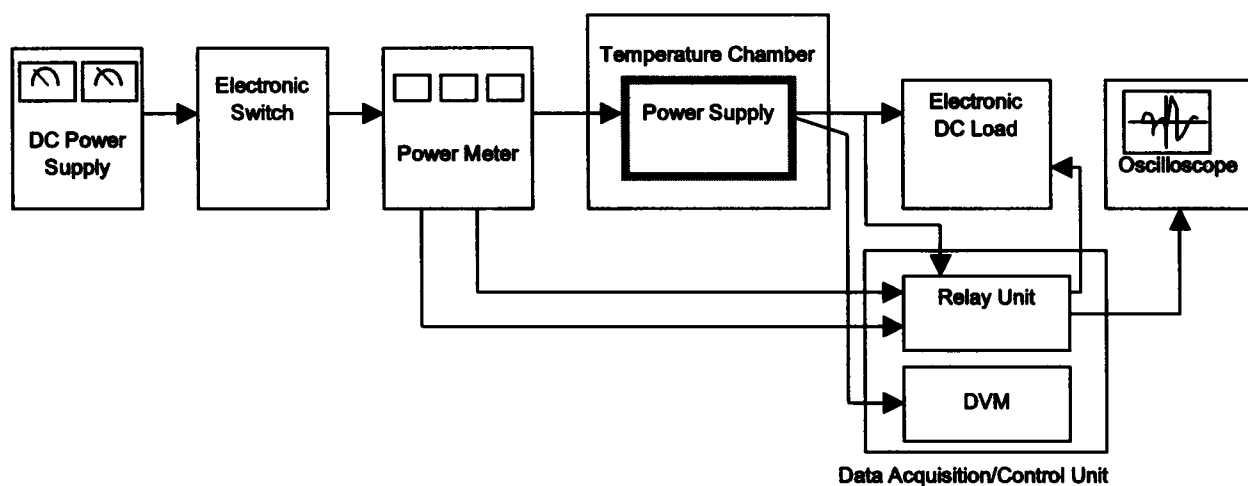 DC Power
Supply
Electronic
Switch
Power Meter
Temperature Chamber
Power Supply
Electronic
DC Load
Oscilloscope
Relay Unit
DVM
Data Acquisition/Control Unit